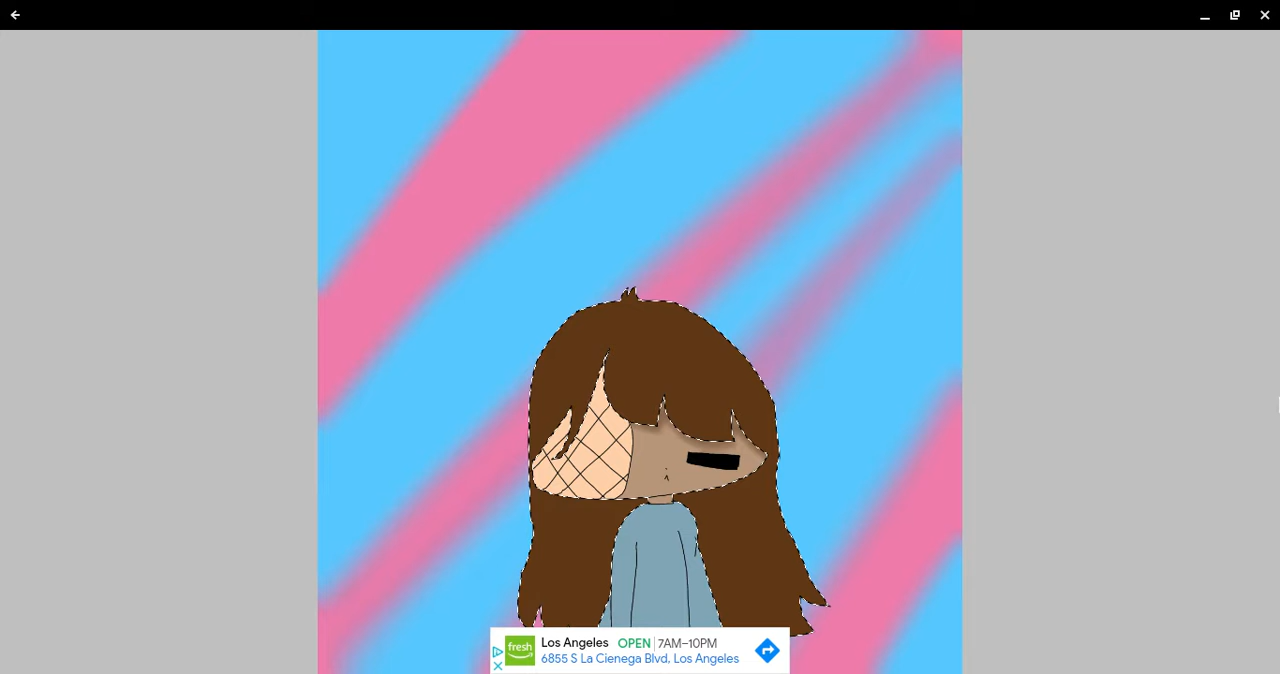 fresh
Los Angeles OPEN 7AM–10PM
6855 S La Cienega Blvd, Los Angeles